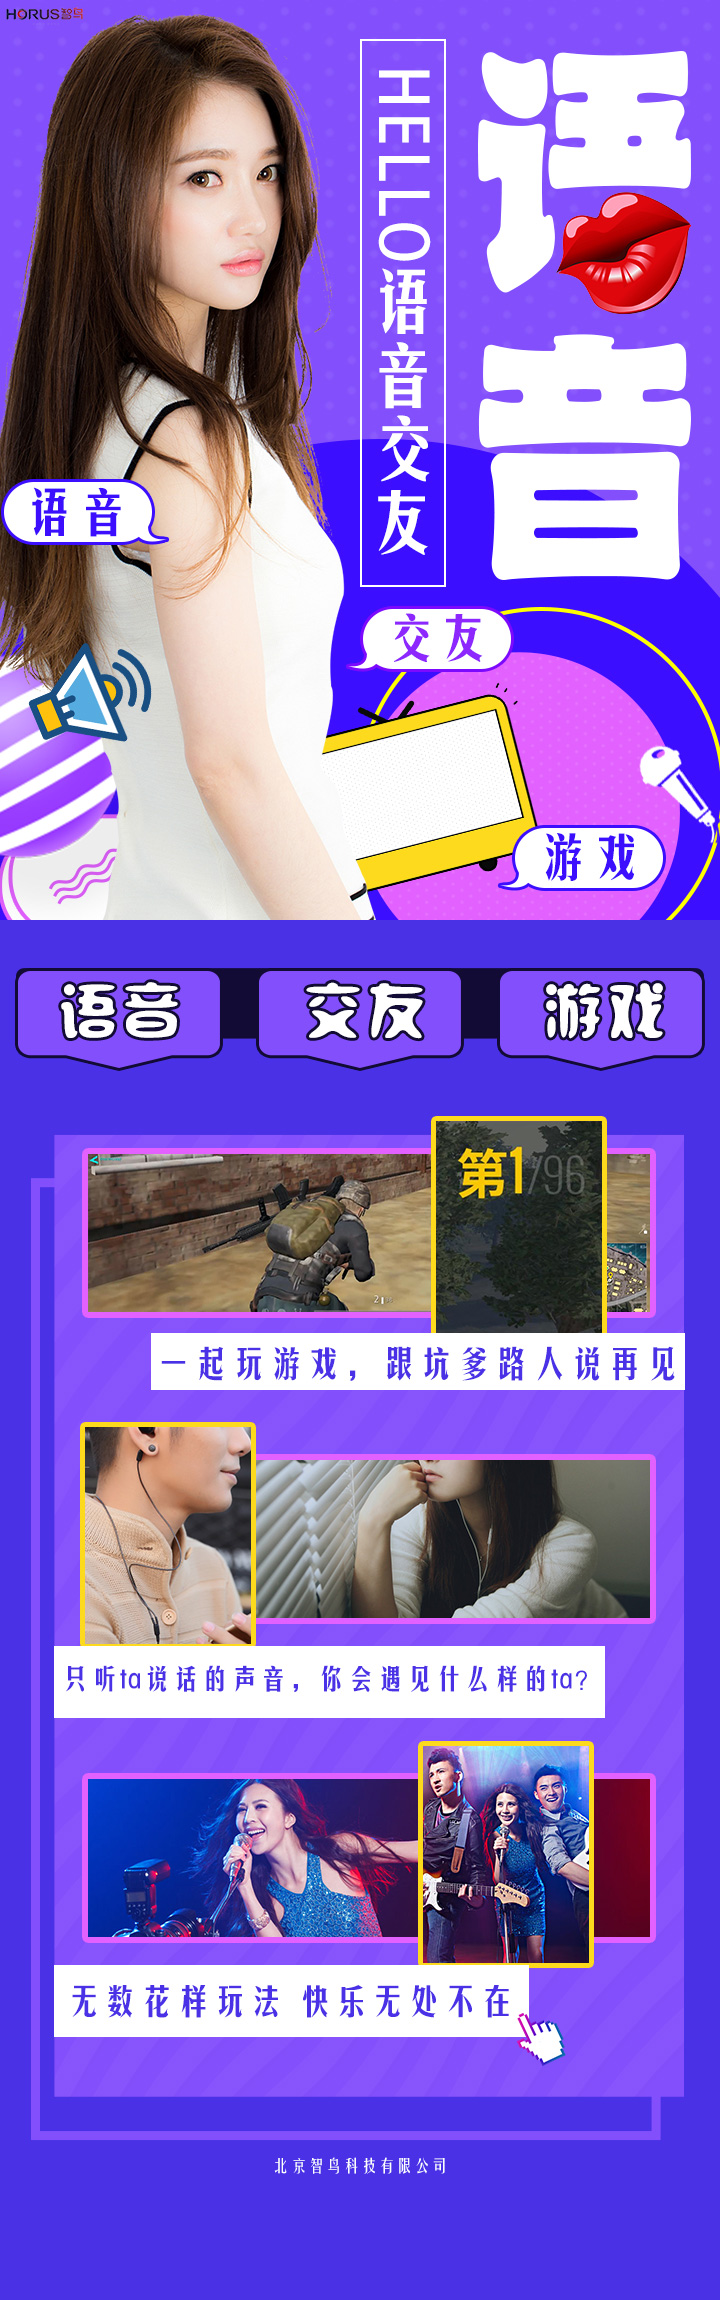 HORUS智鸟
语音
HELLO语音交友
语音
交友
游戏
语音
交友
游戏
第1/96
一起玩游戏，跟坑爹路人说再见
只听ta说话的声音，你会遇见什么样的ta?
无数花样玩法 快乐无处不在
北京智鸟科技有限公司